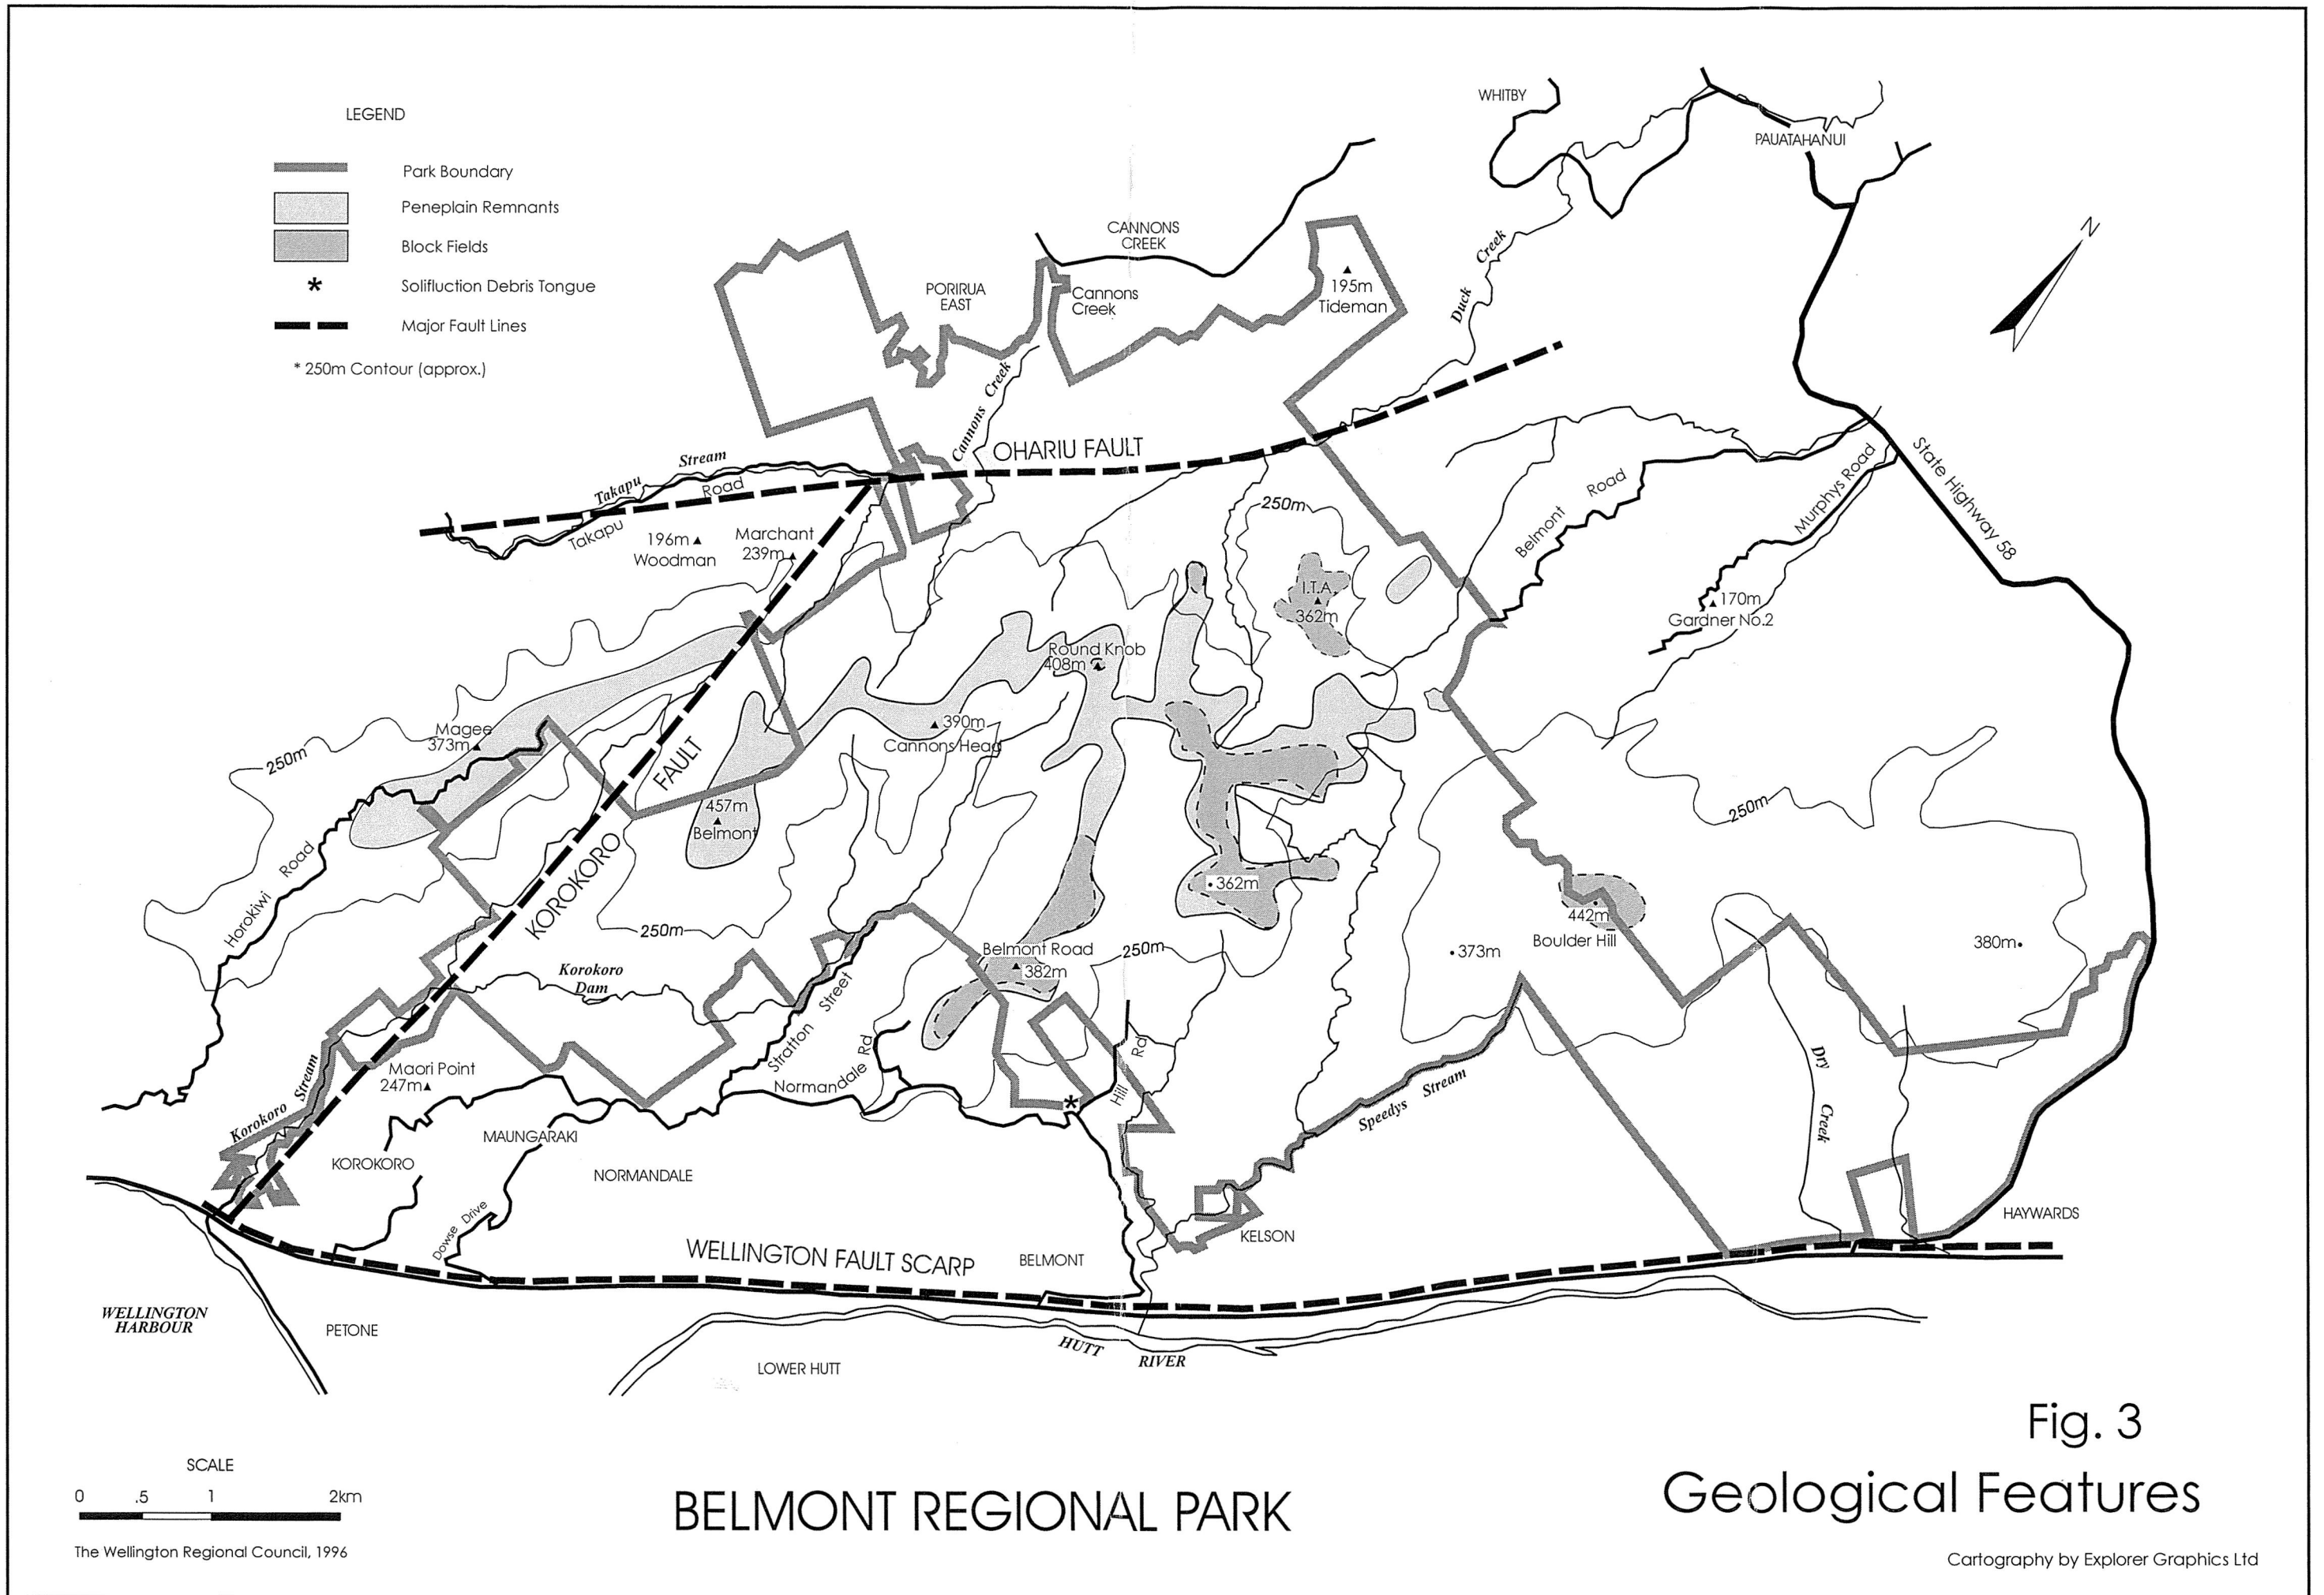 LEGEND
Park Boundary
Peneplain Remnants
Block Fields
* Solifluction Debris Tongue
Major Fault Lines
* 250m Contour (approx.)
WHITBY
PAUATAHANUI
N
CANNONS
CREEK
Cannons
Creek
PORIRUA
EAST
195m
Tideman
Duck Creek
Cannons Creek
OHARIU FAULT
Takapu Stream
Takapu Road
196m
Woodman
Marchant
239m
250m
I.T.A.
362m
Belmont Road
Murphys Road
State Highway 58
170m
Gardner No.2
Round Knob
408m
390m
Cannons Head
Magee
373m
250m
KOROKORO FAULT
457m
Belmont
Horokiwi Road
250m
362m
250m
442m
Boulder Hill
373m
380m
250m
Belmont Road
382m
Korokoro
Dam
Stratton Street
Normandale Rd
Hill Rd
Maori Point
247m
Korokoro Stream
Speedys Stream
Dry Creek
*
MAUNGARAKI
KOROKORO
NORMANDALE
Dowse Drive
KELSON
HAYWARDS
WELLINGTON FAULT SCARP
BELMONT
WELLINGTON
HARBOUR
PETONE
LOWER HUTT
HUTT RIVER
SCALE
0 .5 1 2km
The Wellington Regional Council, 1996
BELMONT REGIONAL PARK
Fig. 3
Geological Features
Cartography by Explorer Graphics Ltd